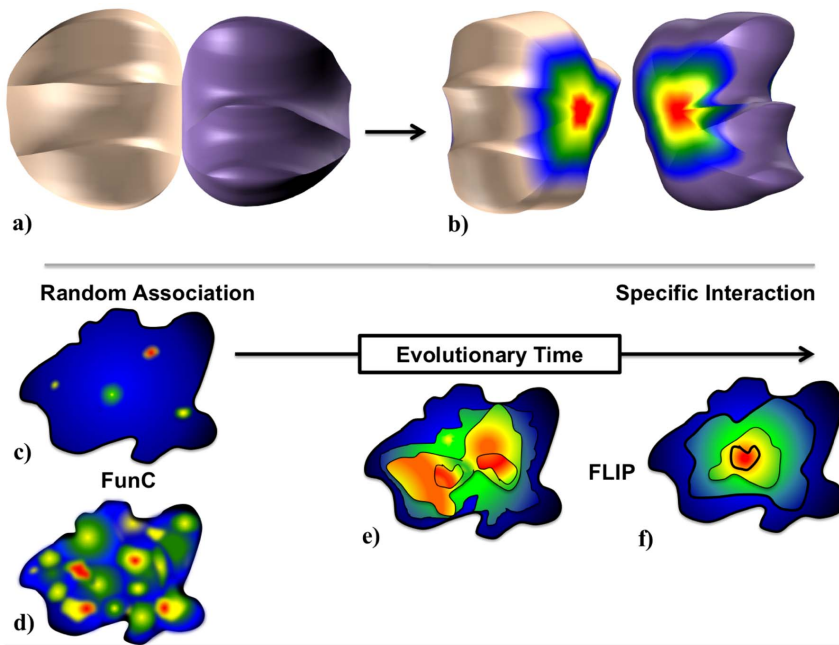 a)
b)
Random Association
Specific Interaction
Evolutionary Time
c)
FunC
FLIP
e)
f)
d)